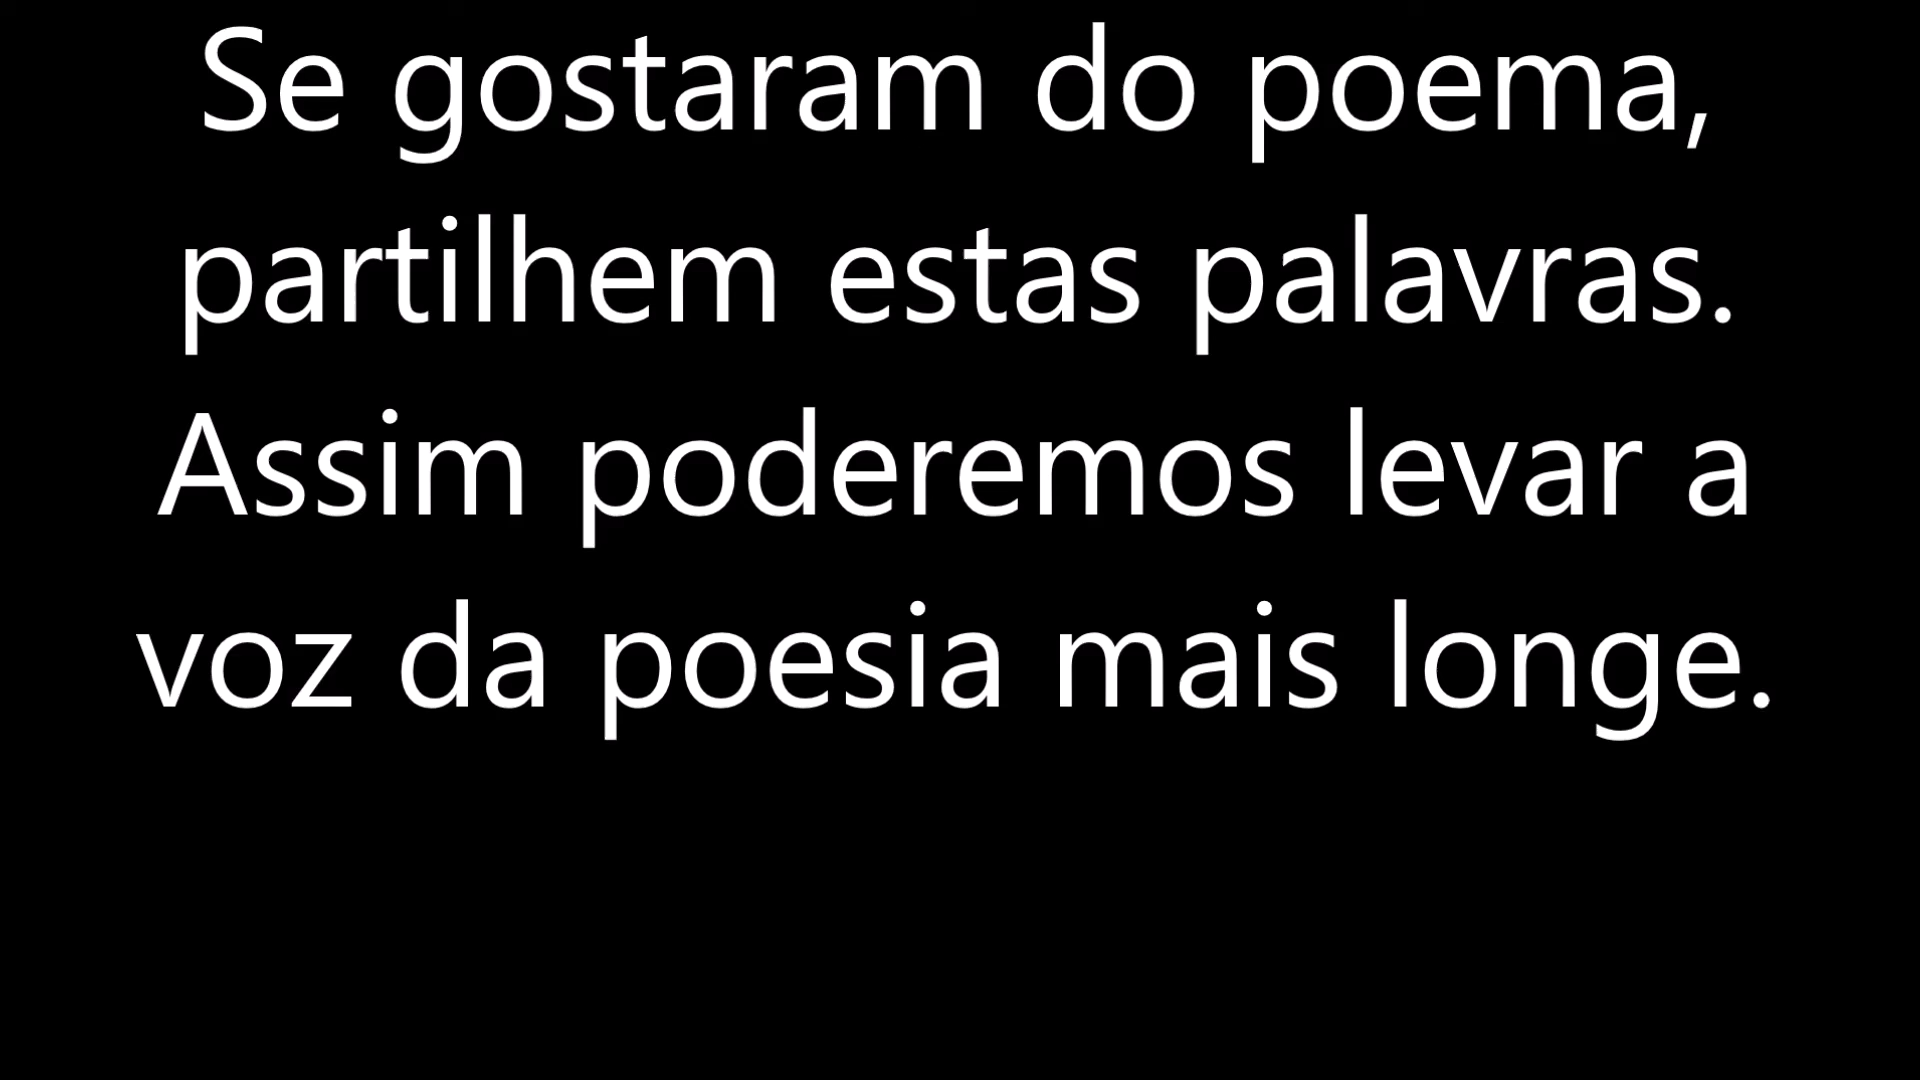 Se gostaram do poema,
partilhem estas palavras.
Assim poderemos levar a
voz da poesia mais longe.